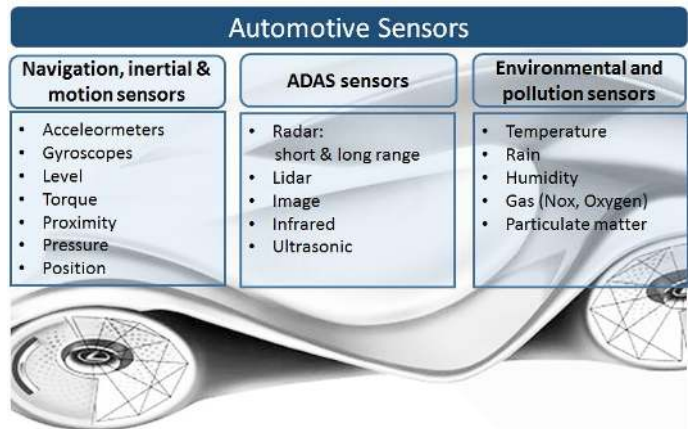 Automotive Sensors
Navigation, inertial &
motion sensors
• Acceleormeters
• Gyroscopes
• Level
• Torque
• Proximity
• Pressure
• Position
ADAS sensors
• Radar:
short & long range
• Lidar
• Image
• Infrared
• Ultrasonic
Environmental and
pollution sensors
• Temperature
• Rain
• Humidity
• Gas (Nox, Oxygen)
• Particulate matter